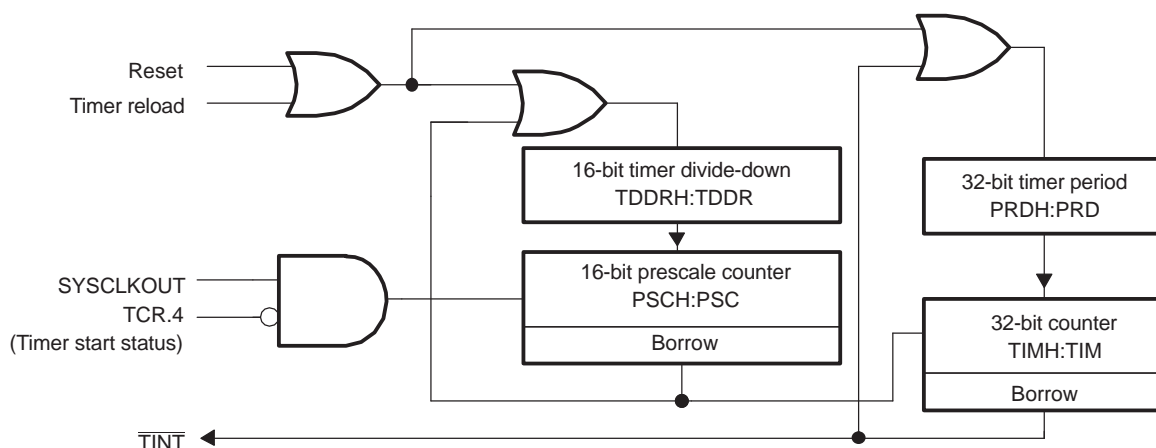 Reset
Timer reload
16-bit timer divide-down
TDDRH:TDDR
32-bit timer period
PRDH:PRD
SYSCLKOUT
TCR.4
(Timer start status)
16-bit prescale counter
PSCH:PSC
Borrow
32-bit counter
TIMH:TIM
Borrow
TINT